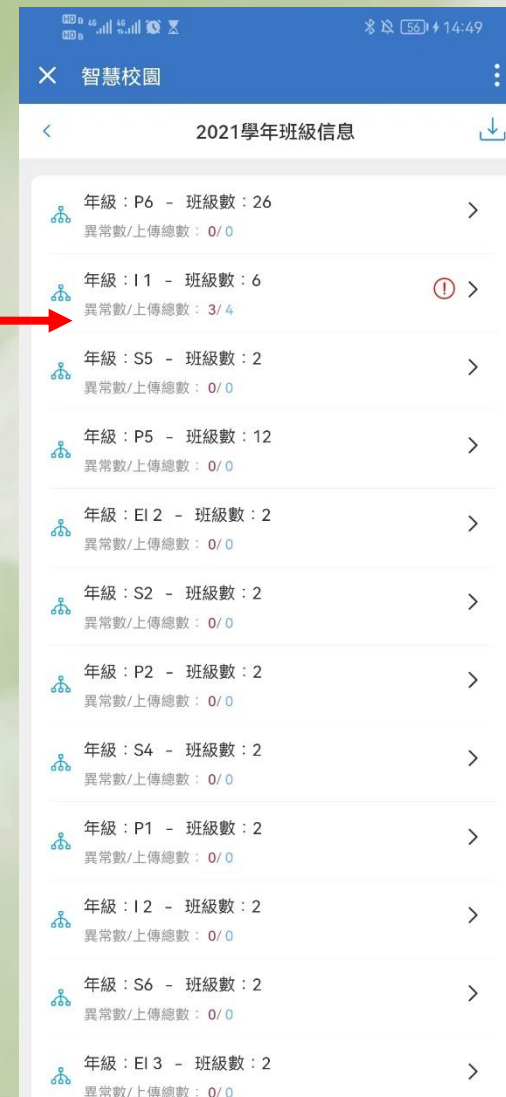 HD B 46 46 56 14:49
HD B
智慧校園
2021學年班級信息
年級：P6 - 班級數：26
異常數/上傳總數： 0/ 0
年級：I 1 - 班級數：6
異常數/上傳總數： 3/ 4
年級：S5 - 班級數：2
異常數/上傳總數： 0/ 0
年級：P5 - 班級數：12
異常數/上傳總數： 0/ 0
年級：EI 2 - 班級數：2
異常數/上傳總數： 0/ 0
年級：S2 - 班級數：2
異常數/上傳總數： 0/ 0
年級：P2 - 班級數：2
異常數/上傳總數： 0/ 0
年級：S4 - 班級數：2
異常數/上傳總數： 0/ 0
年級：P1 - 班級數：2
異常數/上傳總數： 0/ 0
年級：I 2 - 班級數：2
異常數/上傳總數： 0/ 0
年級：S6 - 班級數：2
異常數/上傳總數： 0/ 0
年級：EI 3 - 班級數：2
異常數/上傳總數： 0/ 0